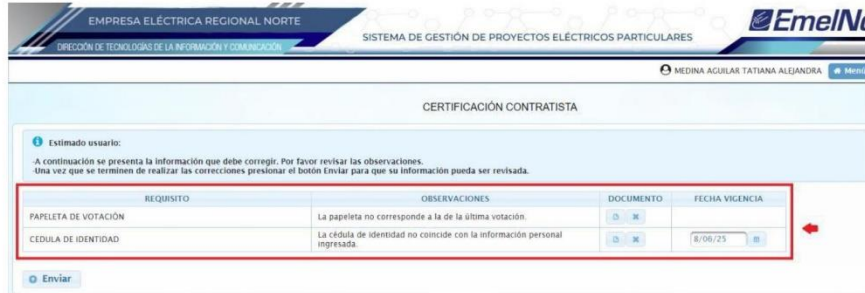 EMPRESA ELÉCTRICA REGIONAL NORTE
DIRECCIÓN DE TECNOLOGÍAS DE LA INFORMACIÓN Y COMUNICACIÓN
SISTEMA DE GESTIÓN DE PROYECTOS ELÉCTRICOS PARTICULARES
EmelNo
MEDINA AGUILAR TATIANA ALEJANDRA Menú
CERTIFICACIÓN CONTRATISTA
Estimado usuario:
-A continuación se presenta la información que debe corregir. Por favor revisar las observaciones.
-Una vez que se terminen de realizar las correcciones presionar el botón Enviar para que su información pueda ser revisada.
REQUISITO OBSERVACIONES DOCUMENTO FECHA VIGENCIA
PAPELETA DE VOTACIÓN La papeleta no corresponde a la de la última votación.
CEDULA DE IDENTIDAD La cédula de identidad no coincide con la información personal
ingresada. 8/06/25
Enviar